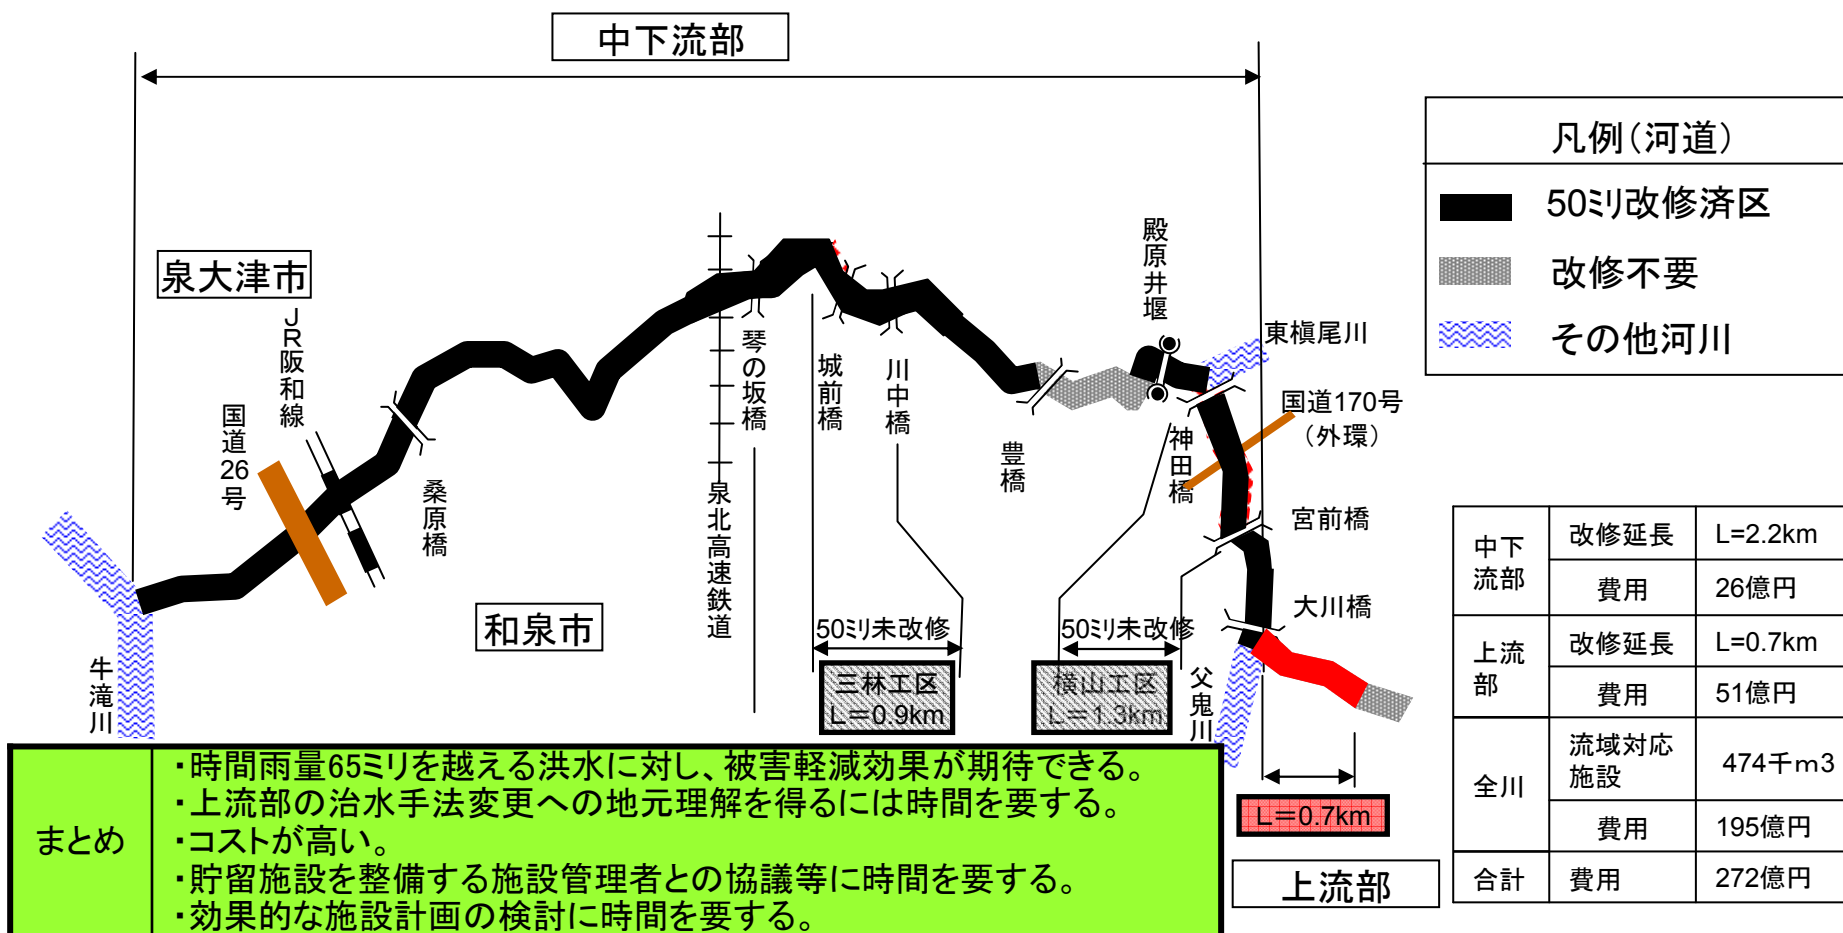 中下流部
泉大津市
和泉市
国道26号
JR阪和線
桑原橋
泉北高速鉄道
琴の坂橋
城前橋
川中橋
豊橋
殿原井堰
神田橋
東槇尾川
国道170号
（外環）
宮前橋
大川橋
父鬼川
牛滝川
50ミリ未改修
三林工区
L＝0.9km
50ミリ未改修
横山工区
L＝1.3km
L＝0.7km
上流部
凡例（河道）
50ミリ改修済区
改修不要
その他河川
中下流部 改修延長 L=2.2km
費用 26億円
上流部 改修延長 L=0.7km
費用 51億円
全川 流域対応施設 474千ｍ3
費用 195億円
合計 費用 272億円
まとめ
・時間雨量65ミリを越える洪水に対し、被害軽減効果が期待できる。
・上流部の治水手法変更への地元理解を得るには時間を要する。
・コストが高い。
・貯留施設を整備する施設管理者との協議等に時間を要する。
・効果的な施設計画の検討に時間を要する。